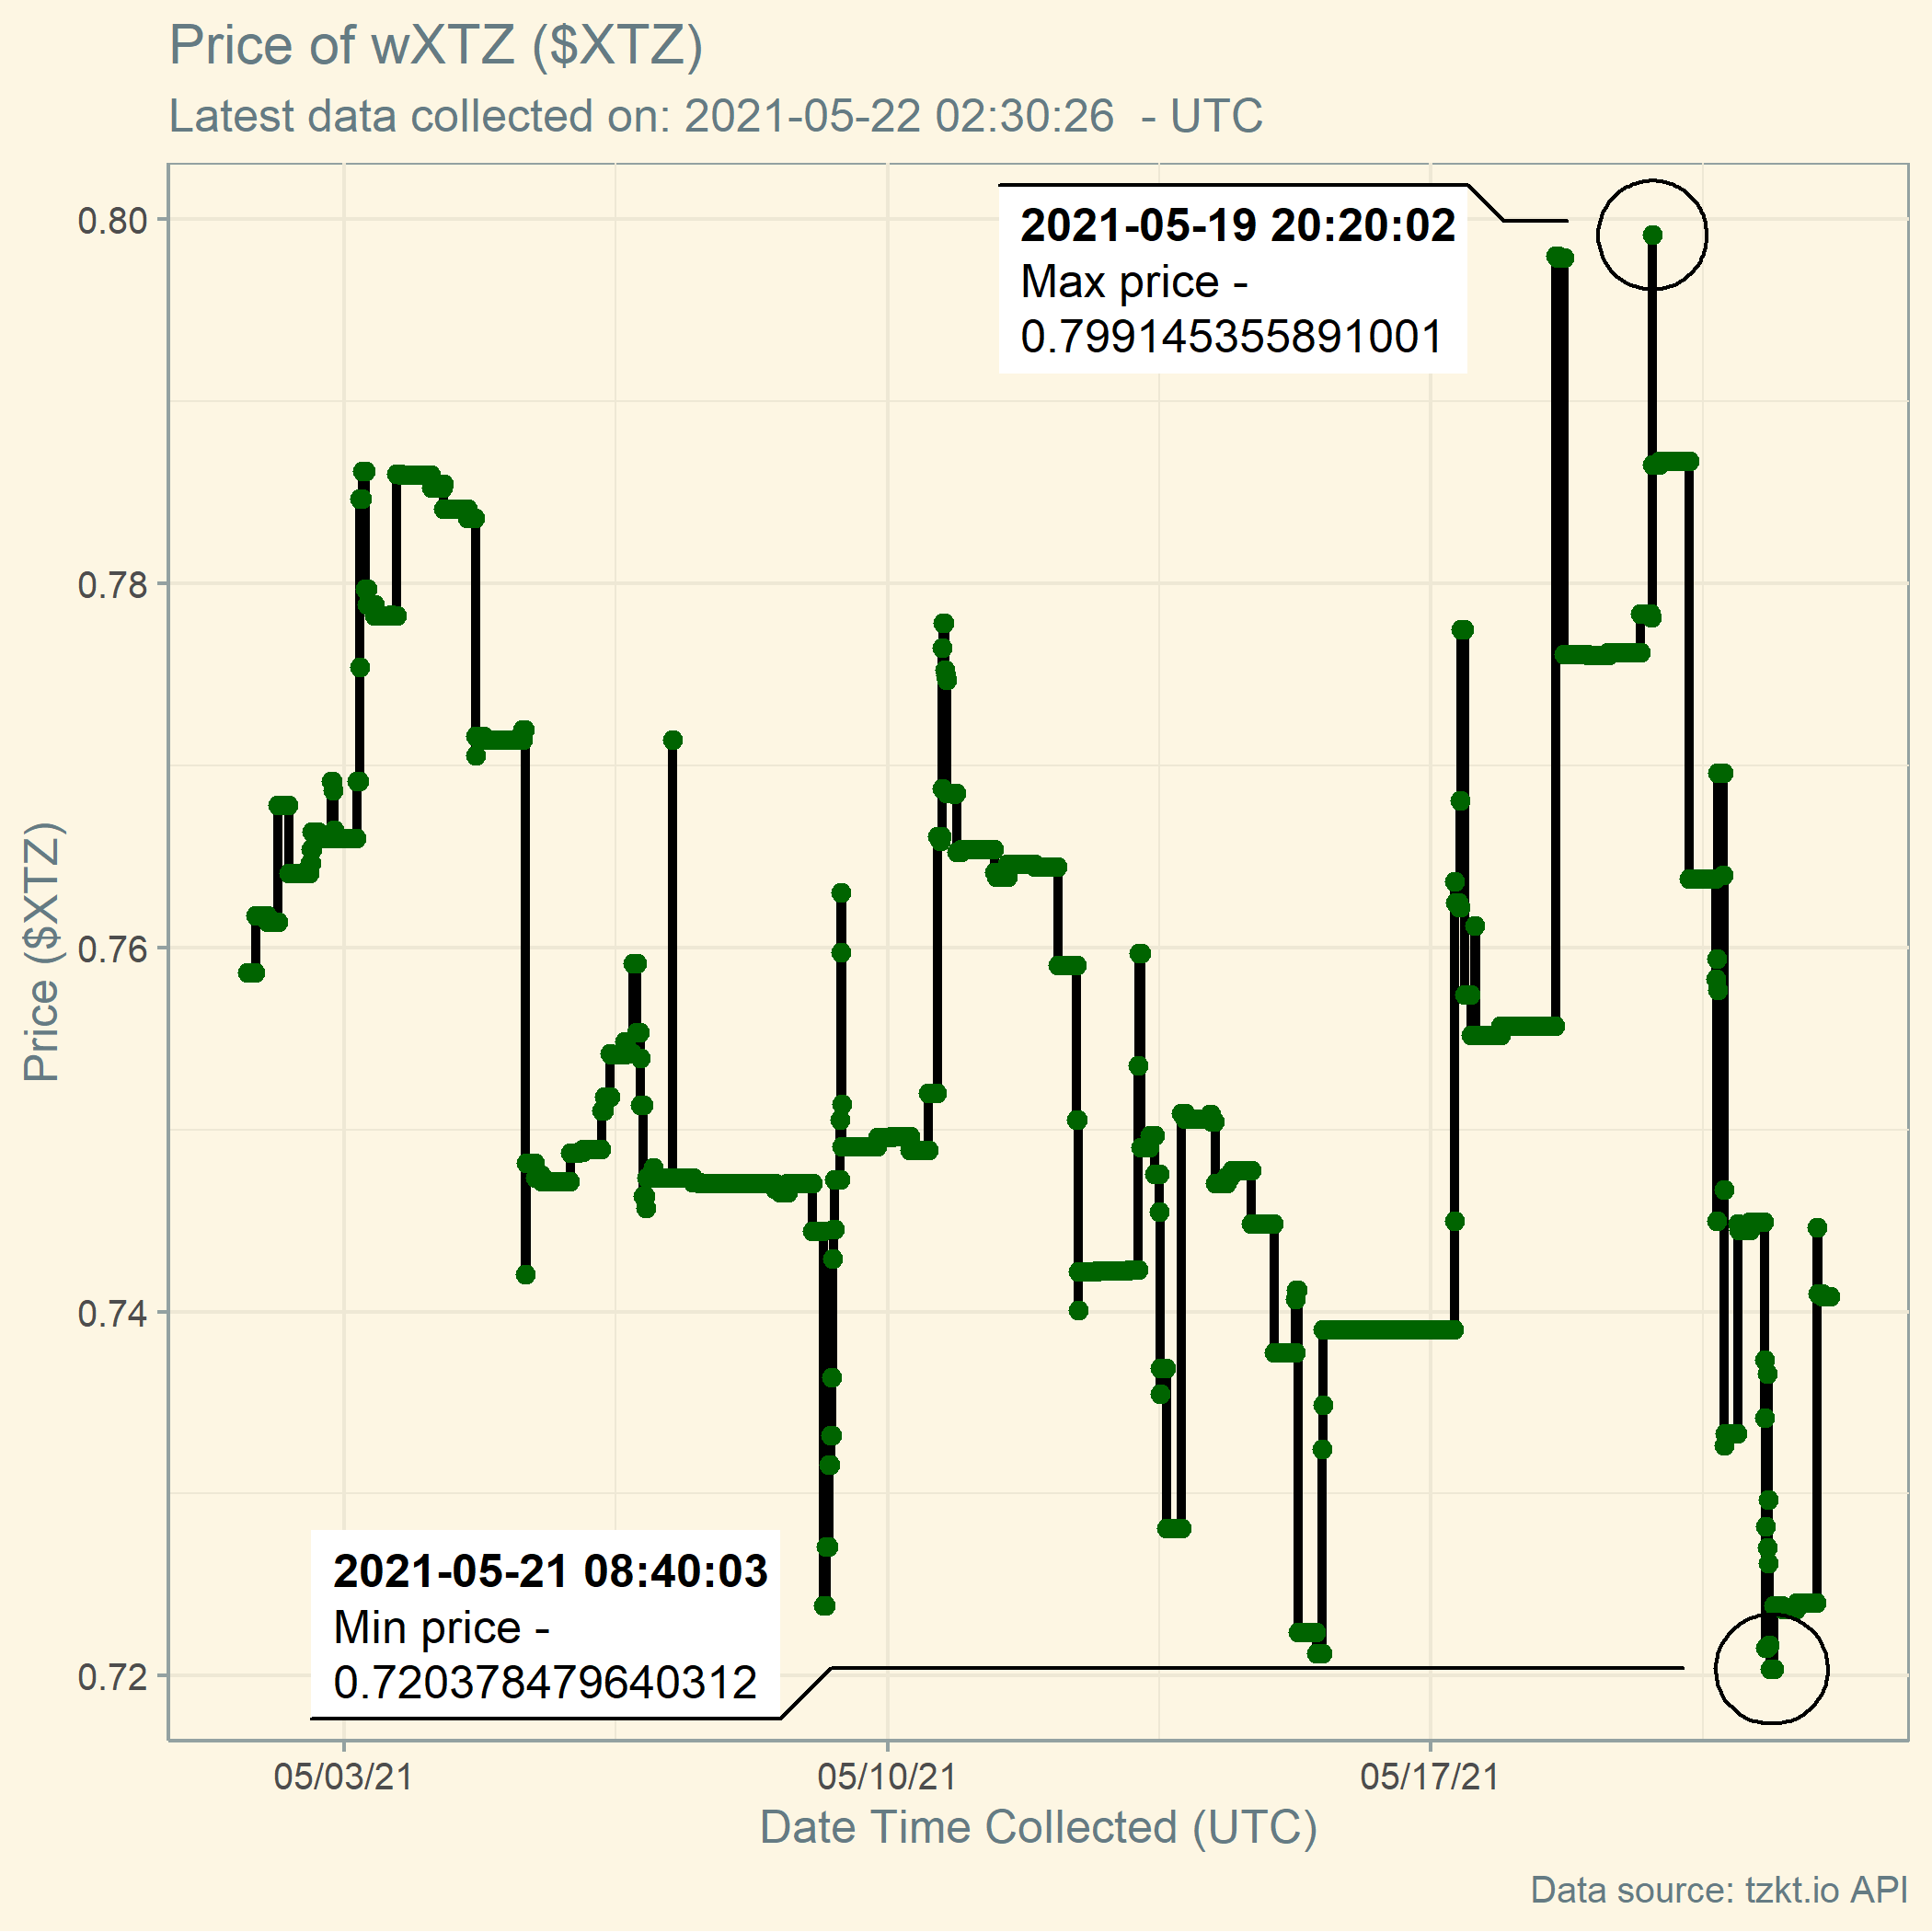 Price of wXTZ ($XTZ)
Latest data collected on: 2021-05-22 02:30:26  - UTC
Price ($XTZ)
0.80
0.78
0.76
0.74
0.72
2021-05-19 20:20:02
Max price -
0.799145355891001
2021-05-21 08:40:03
Min price -
0.720378479640312
05/03/21
05/10/21
05/17/21
Date Time Collected (UTC)
Data source: tzkt.io API